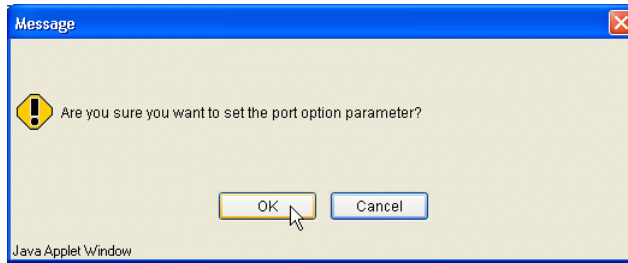 Message
Are you sure you want to set the port option parameter?
OK Cancel
Java Applet Window